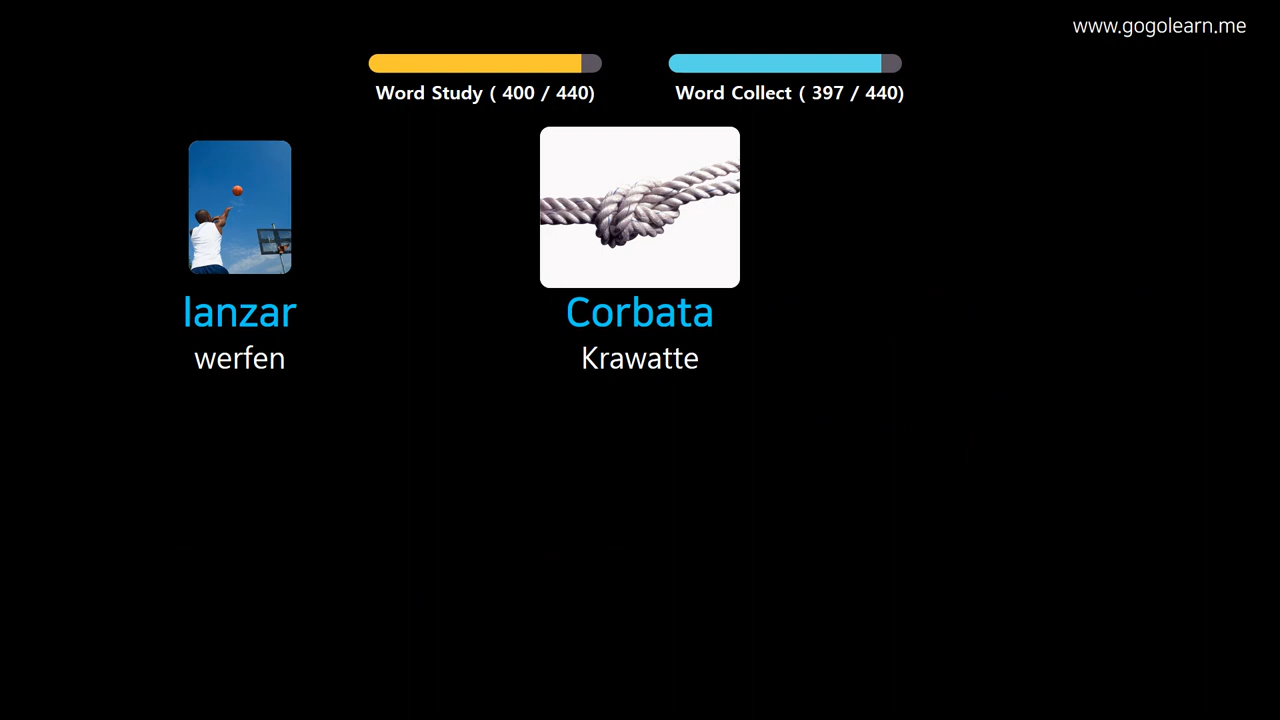 www.gogolearn.me
Word Study ( 400 / 440)
Word Collect ( 397 / 440)
lanzar
werfen
Corbata
Krawatte